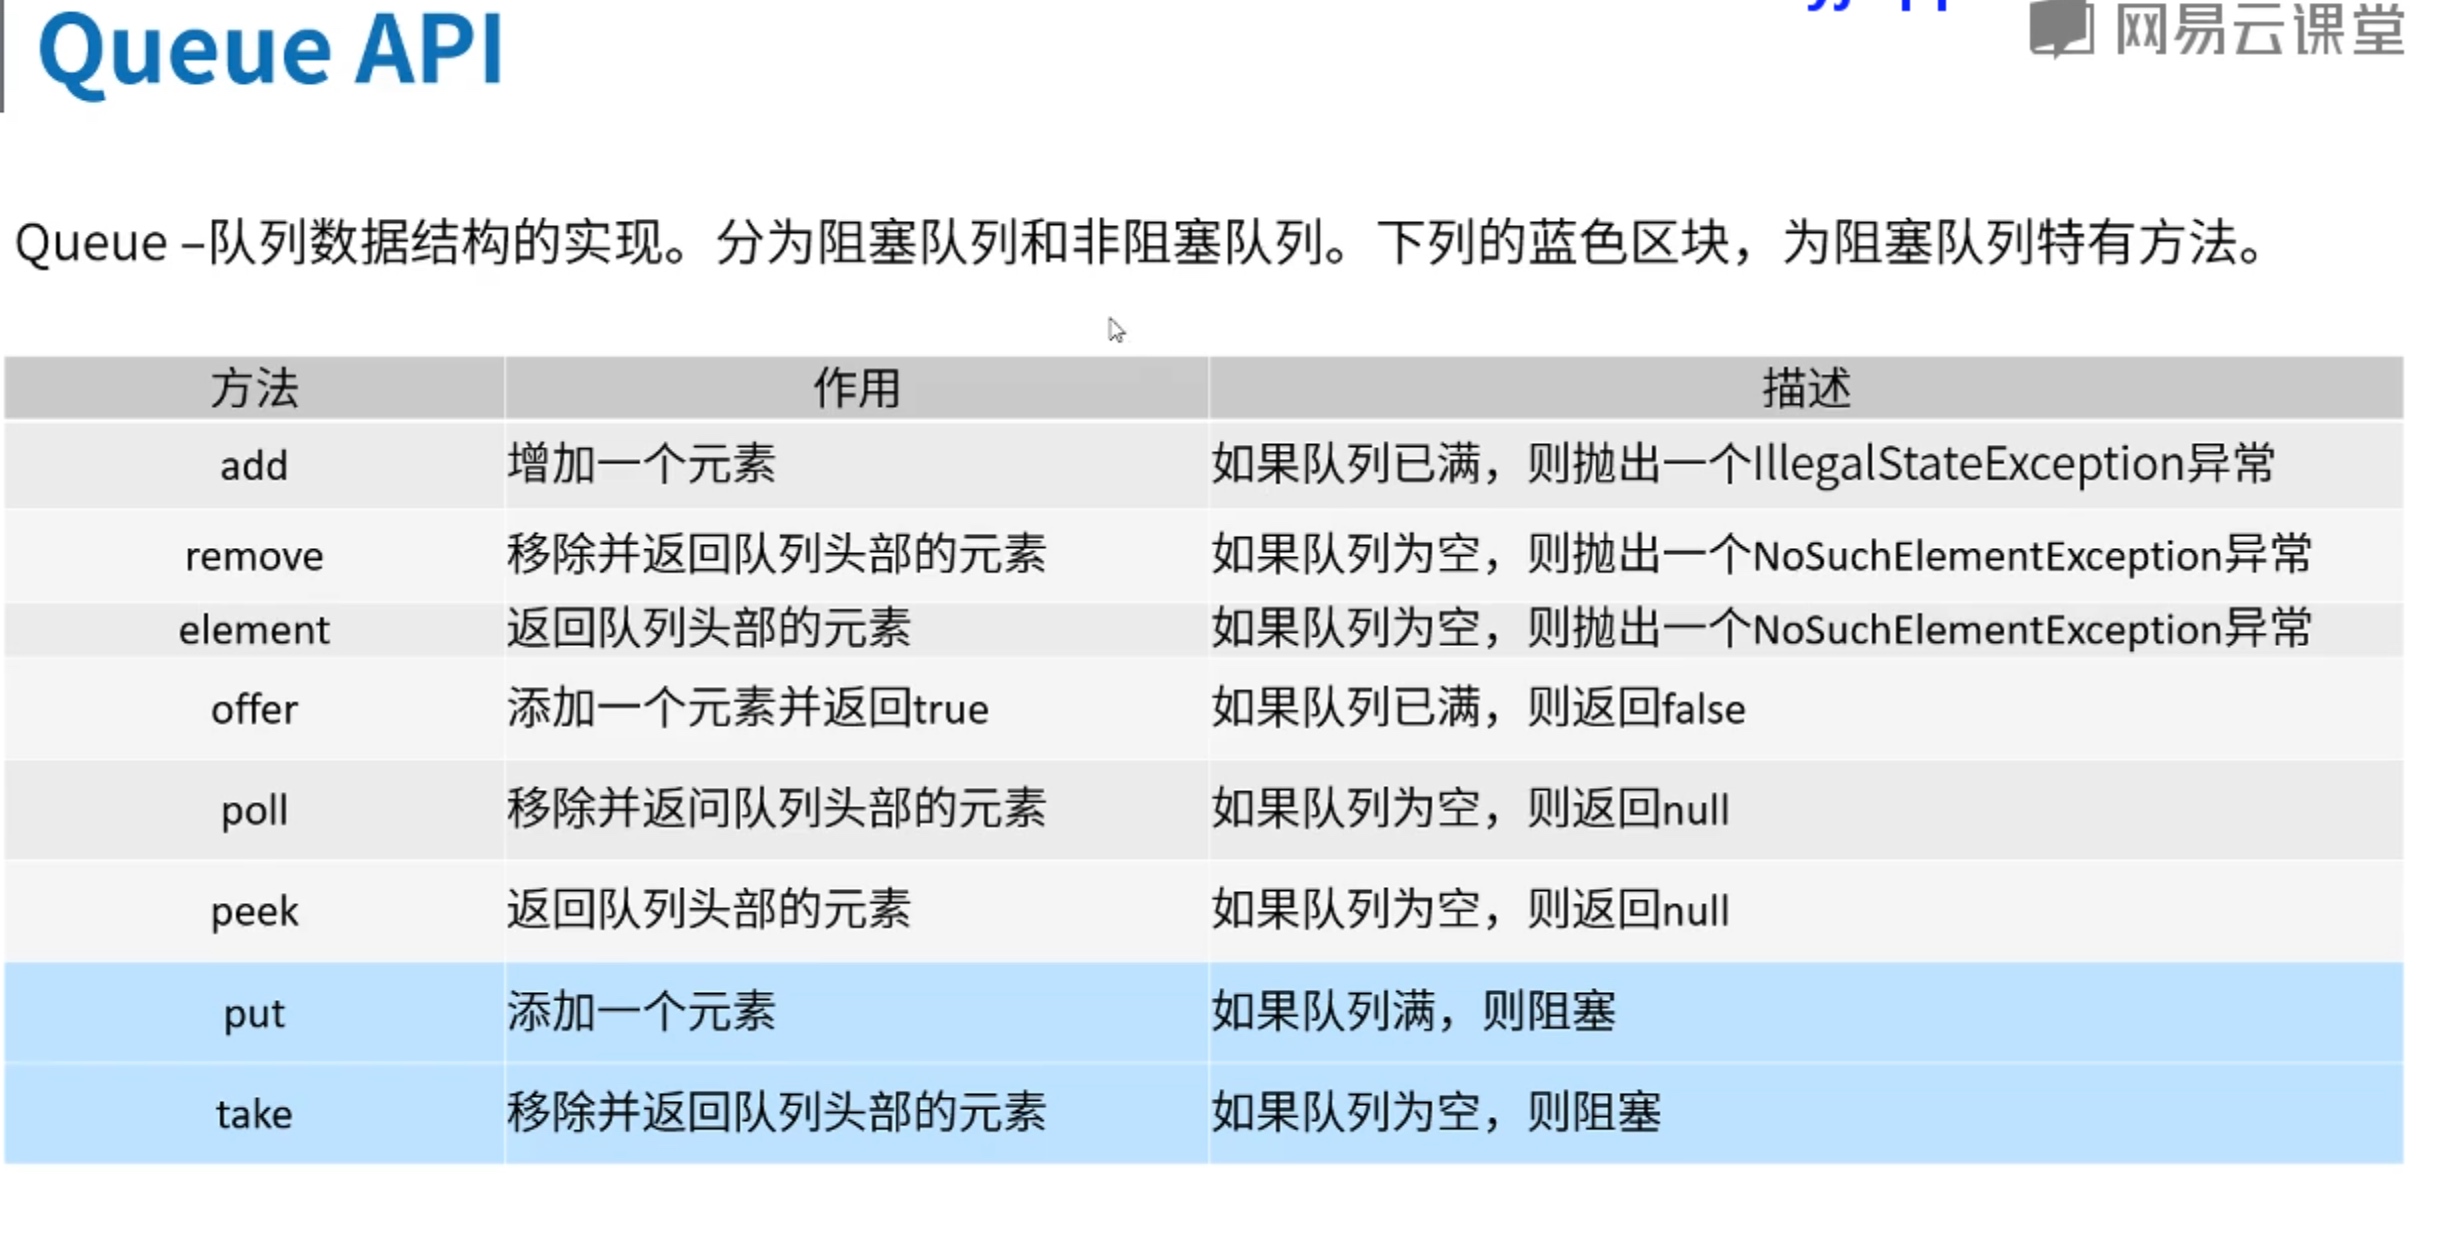 Queue API
网易云课堂
Queue –队列数据结构的实现。分为阻塞队列和非阻塞队列。下列的蓝色区块，为阻塞队列特有方法。
方法 作用 描述
add 增加一个元素 如果队列已满，则抛出一个IllegalStateException异常
remove 移除并返回队列头部的元素 如果队列为空，则抛出一个NoSuchElementException异常
element 返回队列头部的元素 如果队列为空，则抛出一个NoSuchElementException异常
offer 添加一个元素并返回true 如果队列已满，则返回false
poll 移除并返问队列头部的元素 如果队列为空，则返回null
peek 返回队列头部的元素 如果队列为空，则返回null
put 添加一个元素 如果队列满，则阻塞
take 移除并返回队列头部的元素 如果队列为空，则阻塞